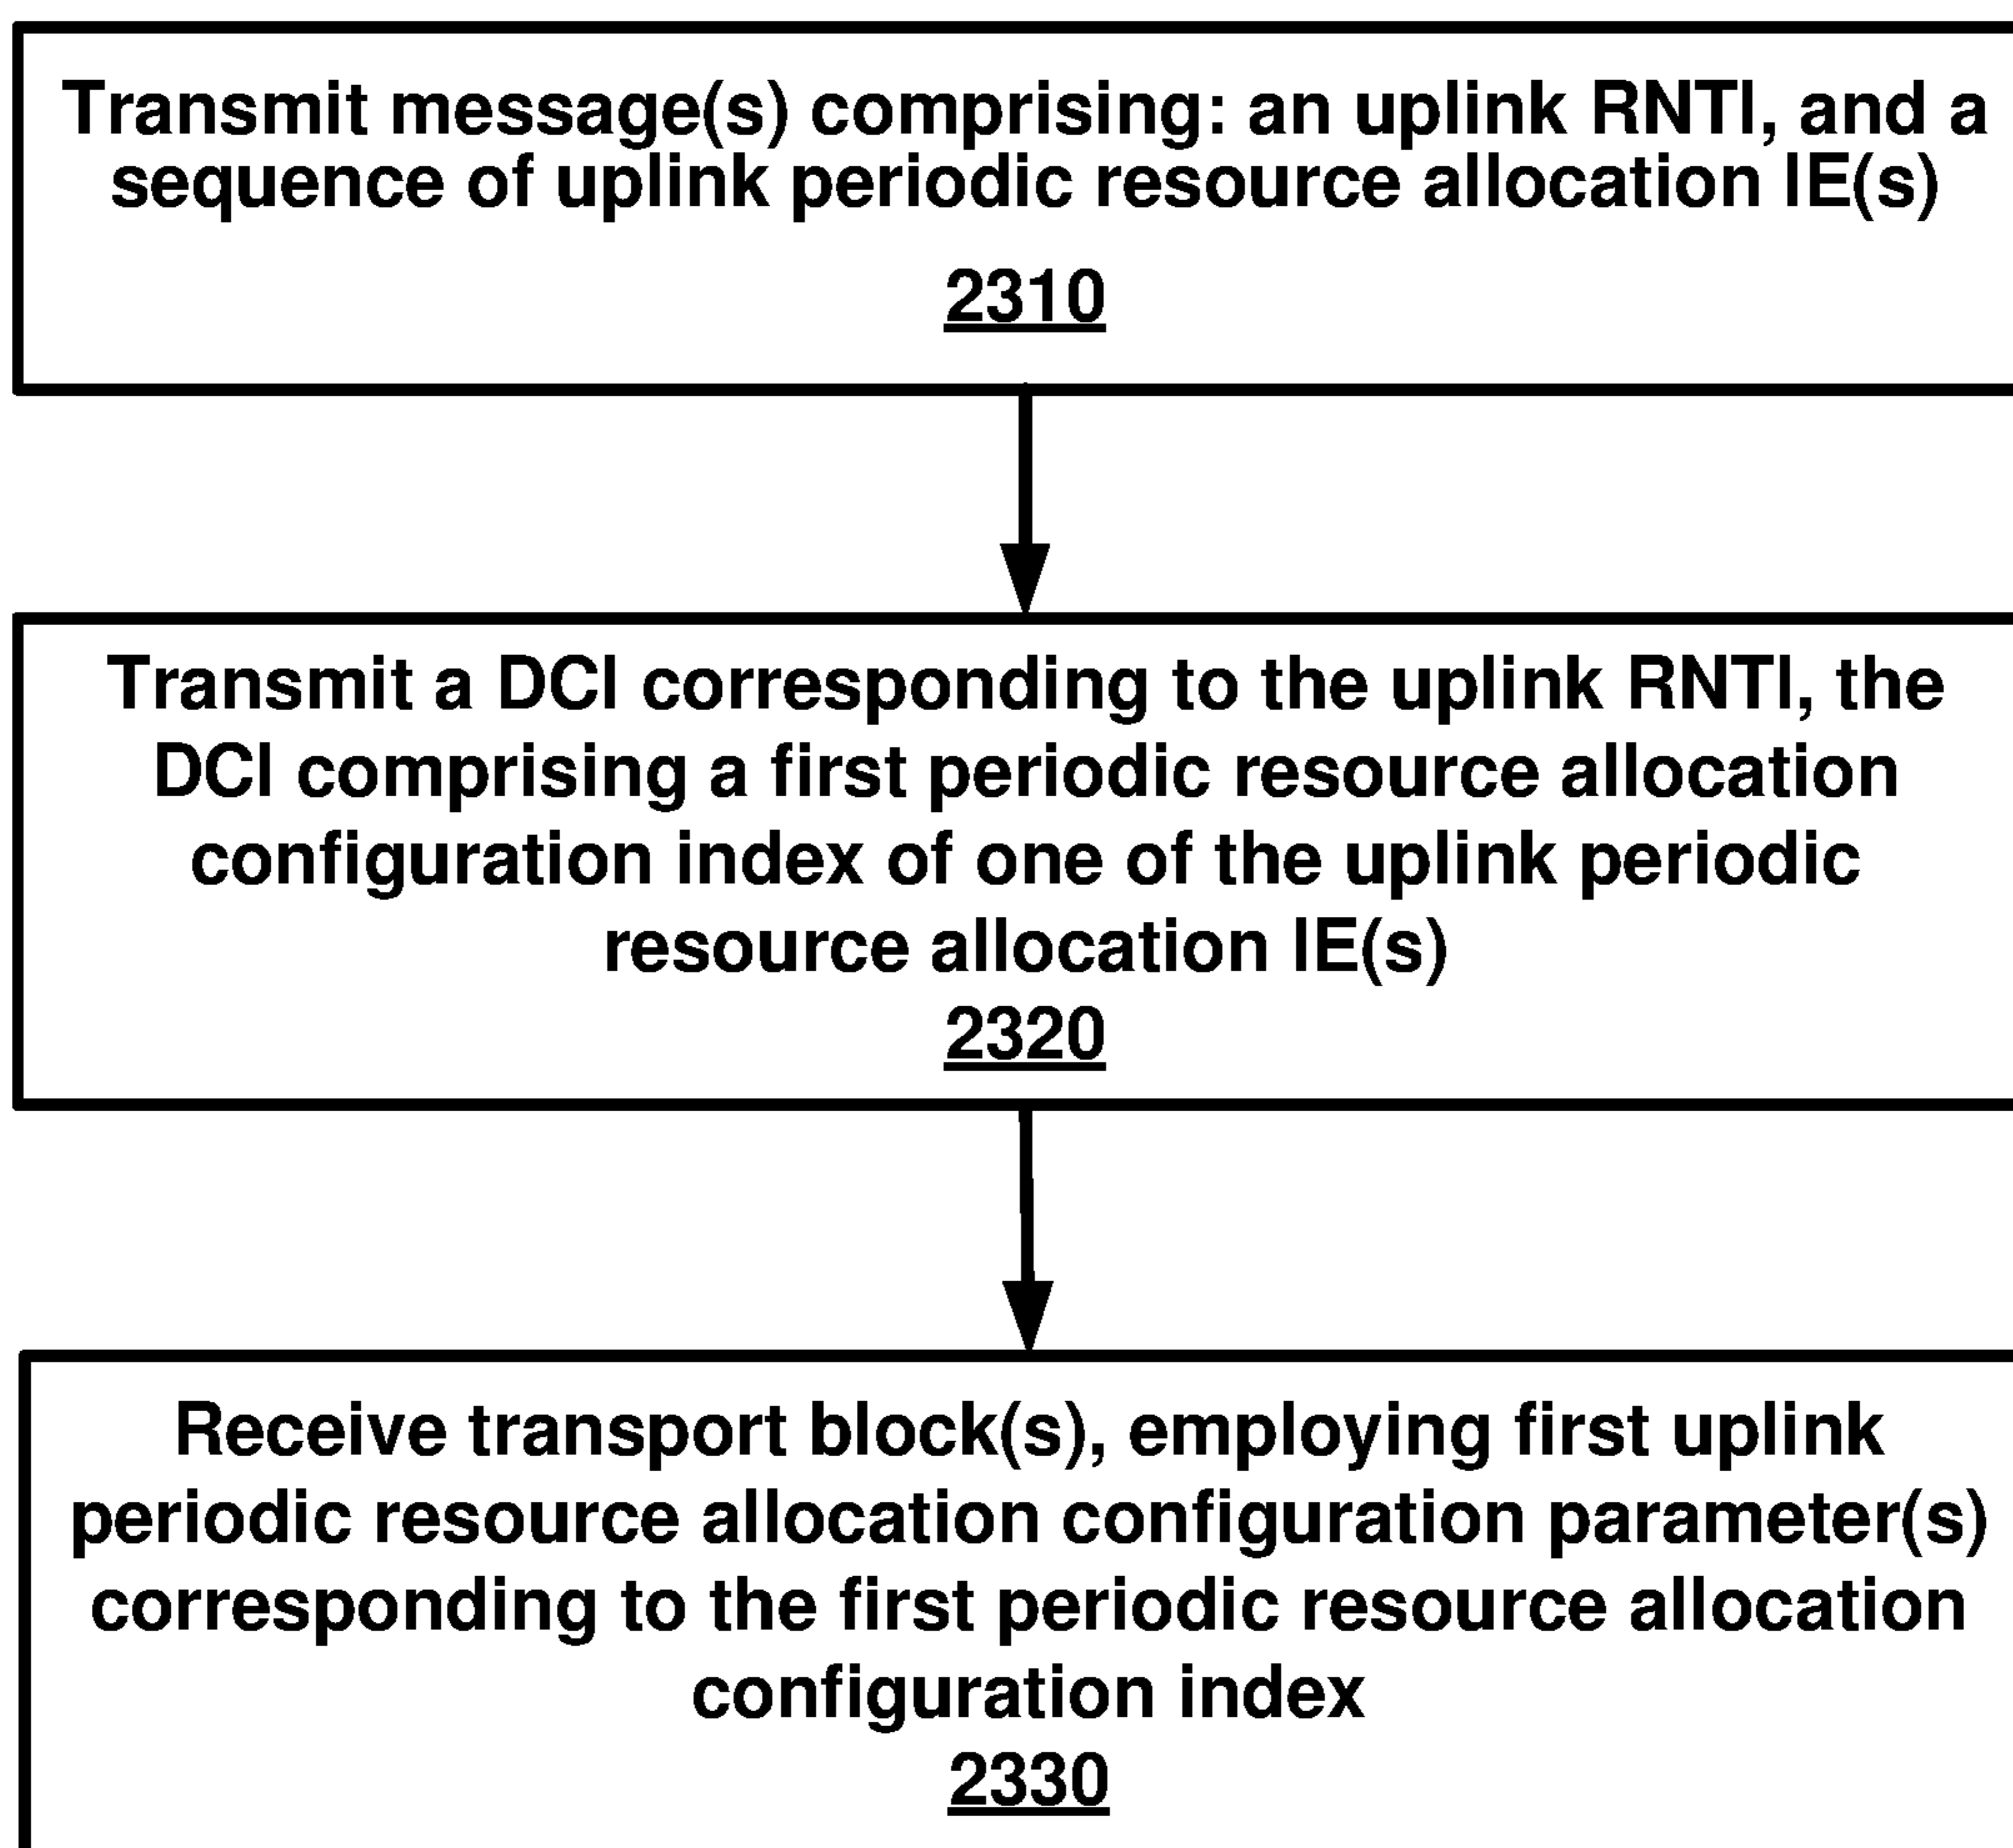 Transmit message(s) comprising: an uplink RNTI, and a
sequence of uplink periodic resource allocation IE(s)
2310
Transmit a DCI corresponding to the uplink RNTI, the
DCI comprising a first periodic resource allocation
configuration index of one of the uplink periodic
resource allocation IE(s)
2320
Receive transport block(s), employing first uplink
periodic resource allocation configuration parameter(s)
corresponding to the first periodic resource allocation
configuration index
2330